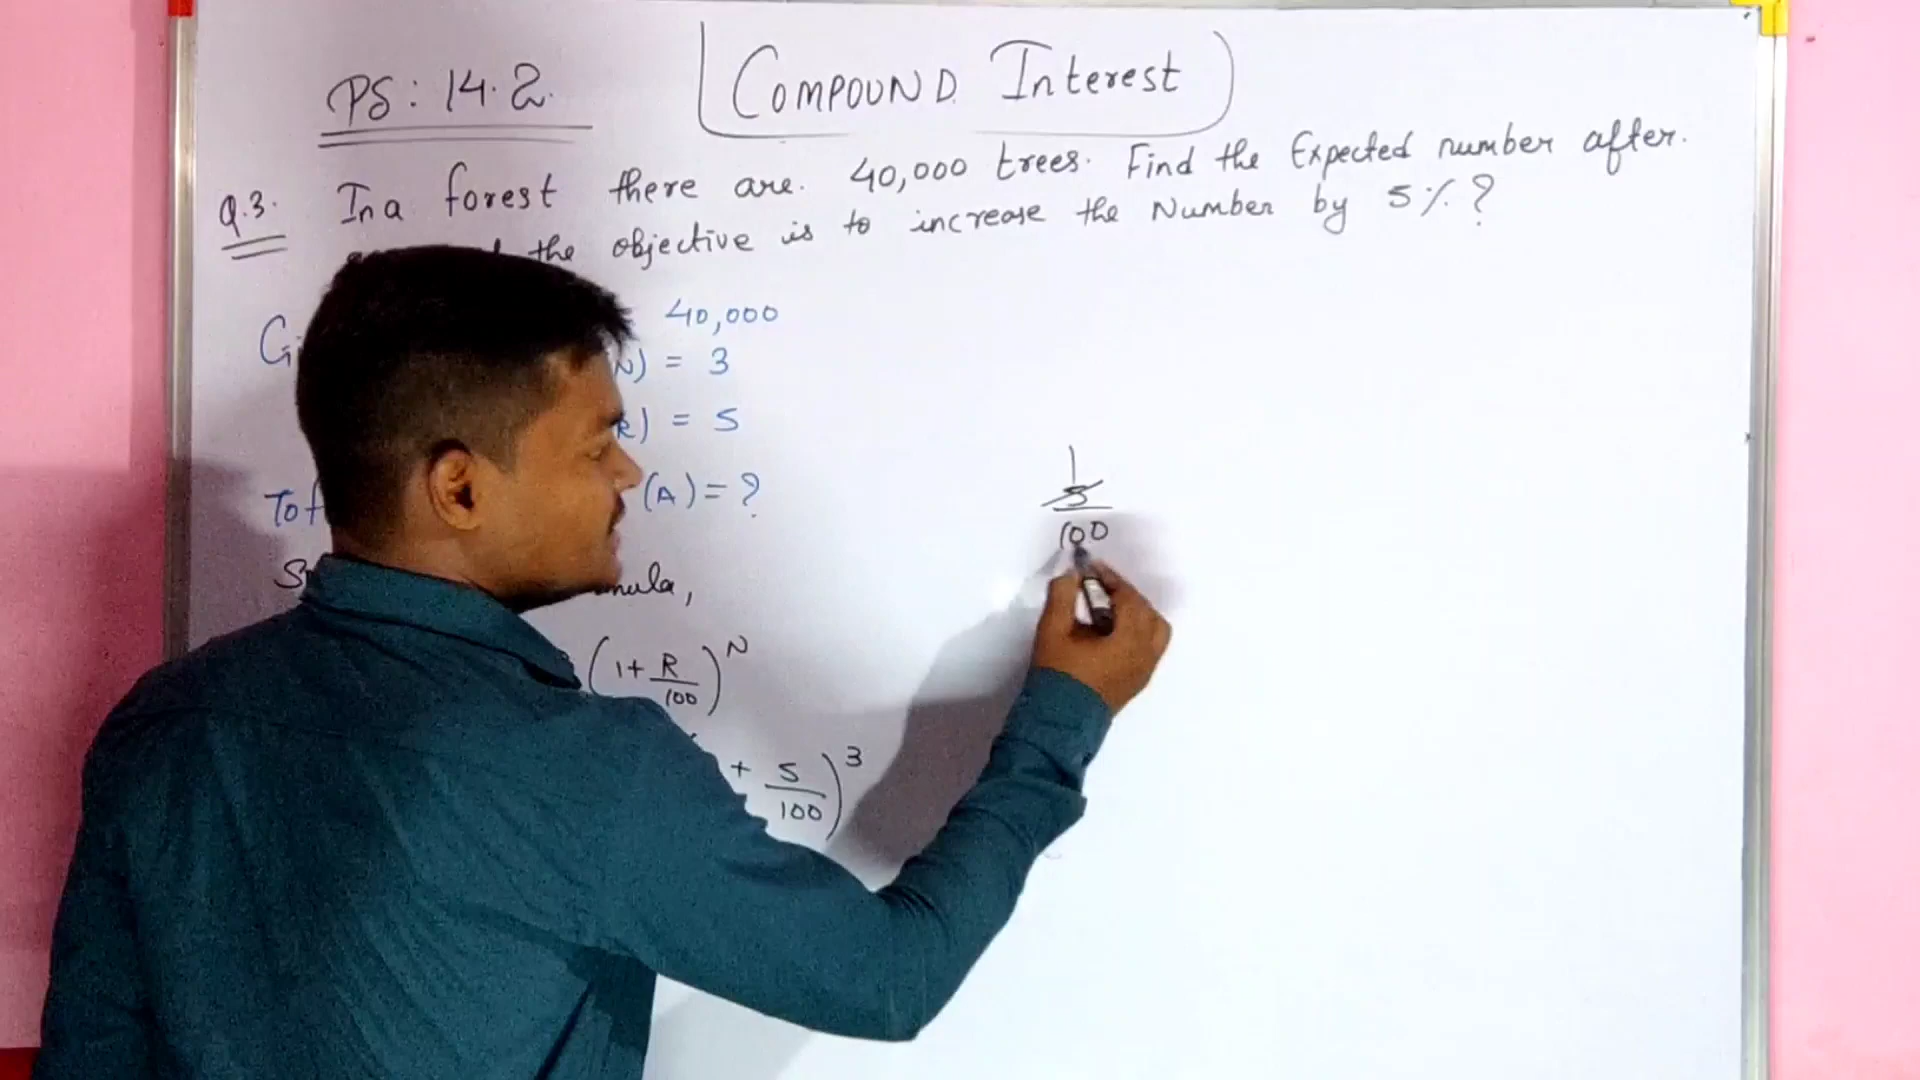 PS: 14.2. COMPOUND Interest
Q.3. In a forest there are. 40,000 trees. Find the Expected number after.
the objective is to increase the Number by 5%?
40,000
N) = 3
R) = 5
(A) = ?
mula,
(1+R/100)^N
+ 5/100)^3
1
5
100